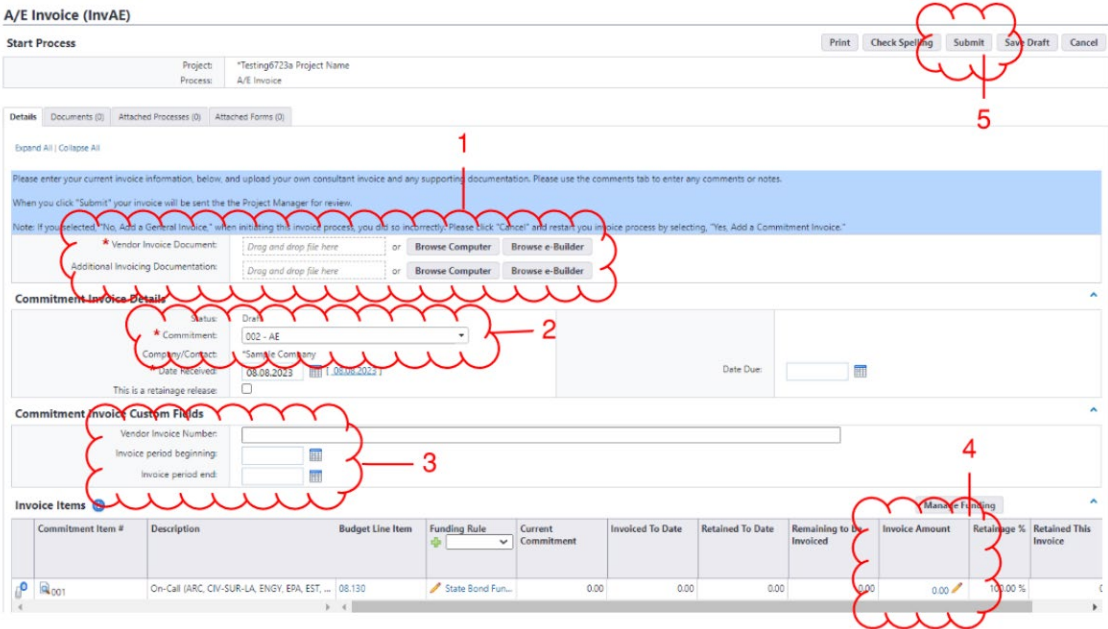 A/E Invoice (InvAE)
Start Process
Print Check Spelling Submit Save Draft Cancel
Project: *Testing6723a Project Name
Process: A/E Invoice
5
Details Documents (0) Attached Processes (0) Attached Forms (0)
1
Expand All | Collapse All
Please enter your current invoice information, below, and upload your own consultant invoice and any supporting documentation. Please use the comments tab to enter any comments or notes.
When you click "Submit" your invoice will be sent the the Project Manager for review.
Note: If you selected, "No, Add a General Invoice," when initiating this invoice process, you did so incorrectly. Please click "Cancel" and restart you invoice process by selecting, "Yes, Add a Commitment Invoice."
* Vendor Invoice Document: Drag and drop file here or Browse Computer Browse e-Builder
Additional Invoicing Documentation: Drag and drop file here or Browse Computer Browse e-Builder
Commitment Invoice Details
Status: Draft
* Commitment: 002 - AE
2
Company/Contact: *Sample Company
* Date Received: 08.08.2023 [ 08.08.2023 ] Date Due:
This is a retainage release:
Commitment Invoice Custom Fields
Vendor Invoice Number:
Invoice period beginning:
3
Invoice period end:
4
Invoice Items Manage Funding
Commitment Item # Description Budget Line Item Funding Rule Current Commitment Invoiced To Date Retained To Date Remaining to be Invoiced Invoice Amount Retainage % Retained This Invoice
001 On-Call (ARC, CIV-SUR-LA, ENGY, EPA, EST, ... 08.130 State Bond Fun... 0.00 0.00 0.00 0.00 0.00 100.00 %